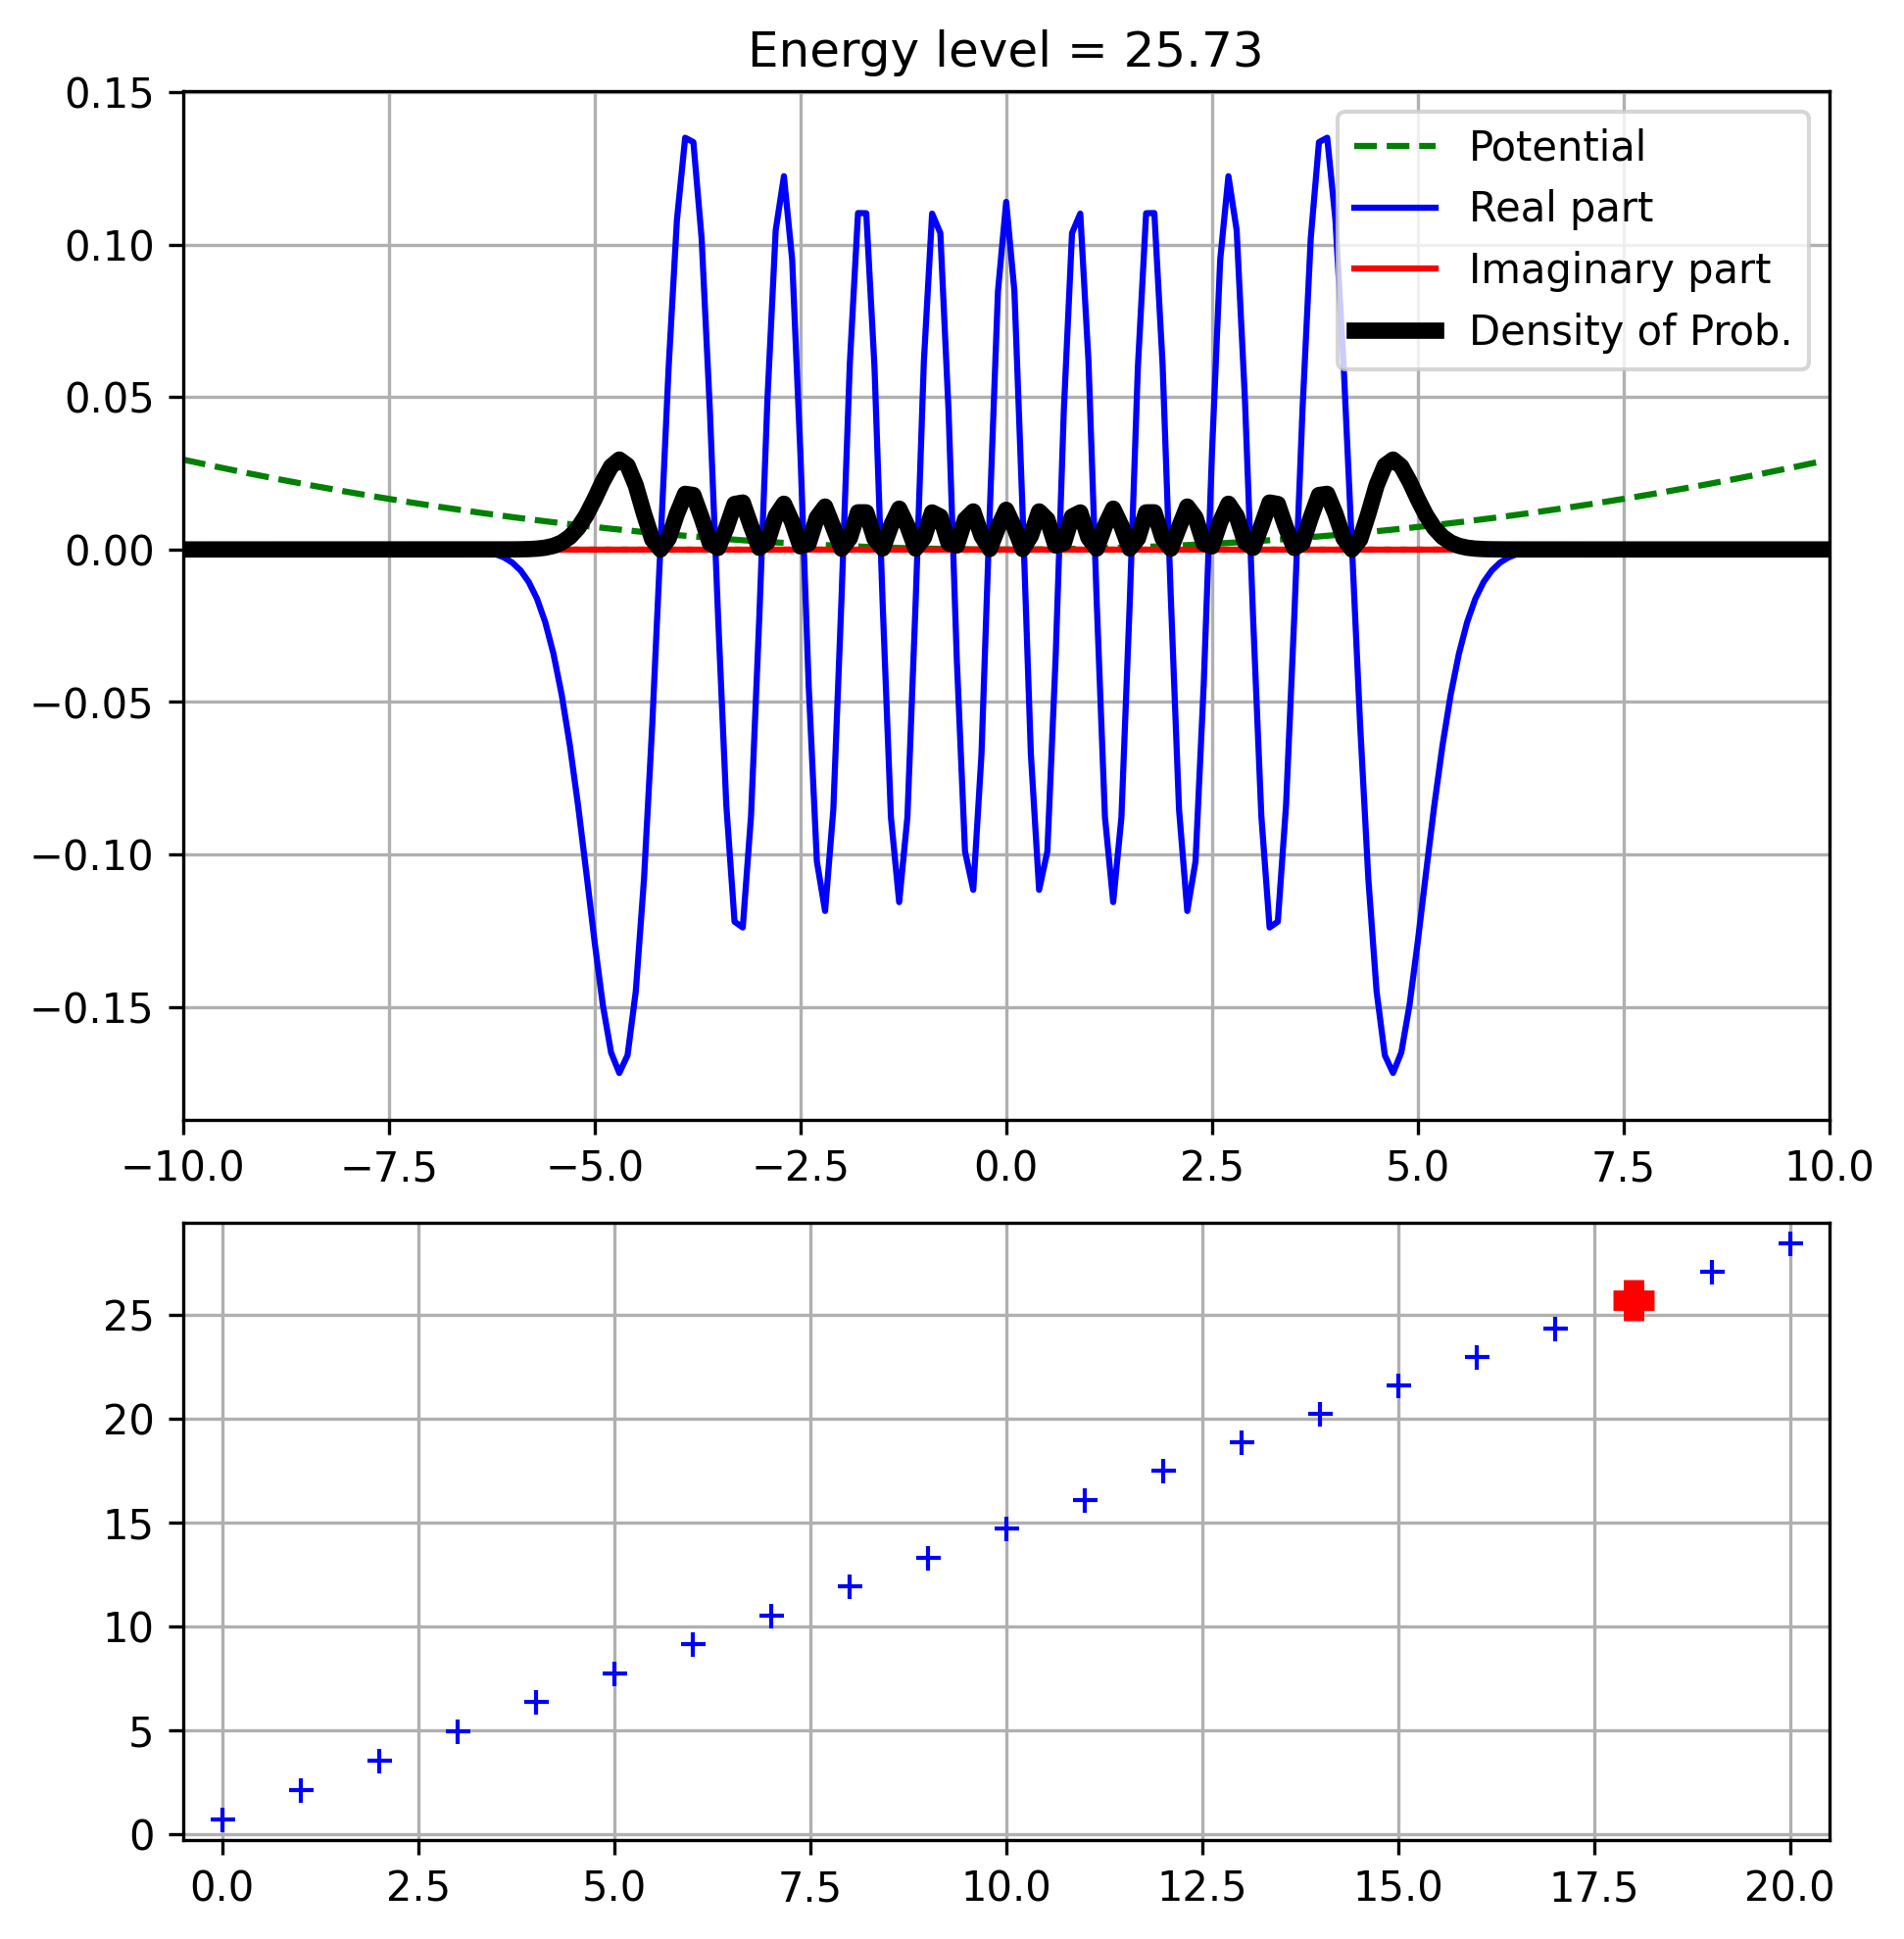 Energy level = 25.73
0.15
0.10
0.05
0.00
−0.05
−0.10
−0.15
Potential
Real part
Imaginary part
Density of Prob.
−10.0 −7.5 −5.0 −2.5 0.0 2.5 5.0 7.5 10.0
25
20
15
10
5
0
0.0 2.5 5.0 7.5 10.0 12.5 15.0 17.5 20.0